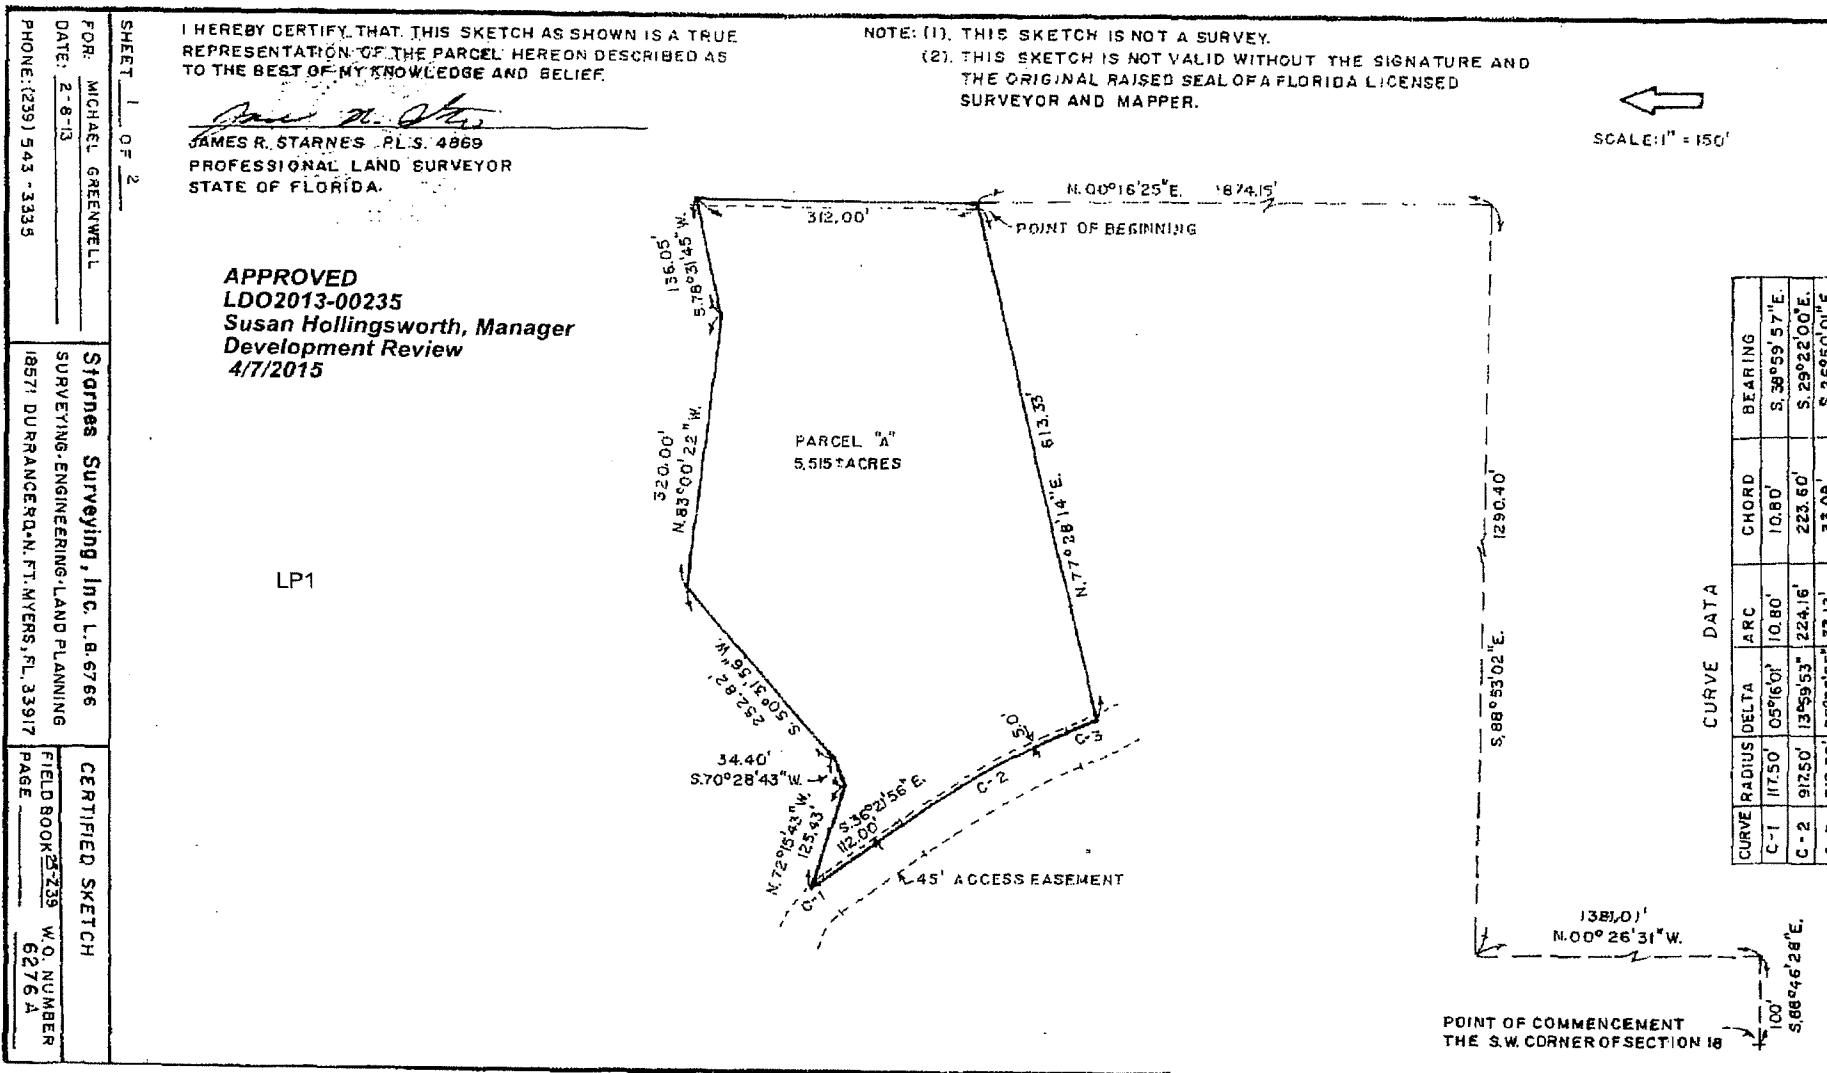 I HEREBY CERTIFY THAT THIS SKETCH AS SHOWN IS A TRUE
REPRESENTATION OF THE PARCEL HEREON DESCRIBED AS
TO THE BEST OF MY KNOWLEDGE AND BELIEF.
JAMES R. STARNES P.L.S. 4869
PROFESSIONAL LAND SURVEYOR
STATE OF FLORIDA.
NOTE: (1). THIS SKETCH IS NOT A SURVEY.
(2). THIS SKETCH IS NOT VALID WITHOUT THE SIGNATURE AND
THE ORIGINAL RAISED SEAL OF A FLORIDA LICENSED
SURVEYOR AND MAPPER.
SCALE: 1" = 150'
APPROVED
LDO2013-00235
Susan Hollingsworth, Manager
Development Review
4/7/2015
LP1
312.00'
N. 00°16'25"E. 1874.15'
POINT OF BEGINNING
136.05'
S.78°31'45"W.
320.00'
N.83°00'22"W.
PARCEL "A"
5.515± ACRES
613.33'
N.77°28'14"E.
1290.40'
S.88°53'02"E.
252.82'
S.50°31'56"W.
34.40'
S.70°28'43"W.
N.72°15'43"W.
125.43'
S.36°21'56"E.
112.00'
C-1
C-2
5.0'
C-3
45' ACCESS EASEMENT
1381.01'
N.00°26'31"W.
100'
S.88°46'28"E.
POINT OF COMMENCEMENT
THE S.W. CORNER OF SECTION 18
CURVE DATA
CURVE RADIUS DELTA ARC CHORD BEARING
C-1 117.50' 05°16'01" 10.80' 10.80' S.38°59'57"E.
C-2 917.50' 13°59'53" 224.16' 223.60' S.29°22'00"E.
SHEET 1 OF 2
FOR: MICHAEL GREENWELL
DATE: 2-8-13
PHONE: (239) 543-3335
Starnes Surveying, Inc. L.B. 6766
SURVEYING·ENGINEERING·LAND PLANNING
18571 DURRANCE RD.·N. FT. MYERS, FL, 33917
CERTIFIED SKETCH
FIELD BOOK 25-Z39 W.O. NUMBER
PAGE 6276A